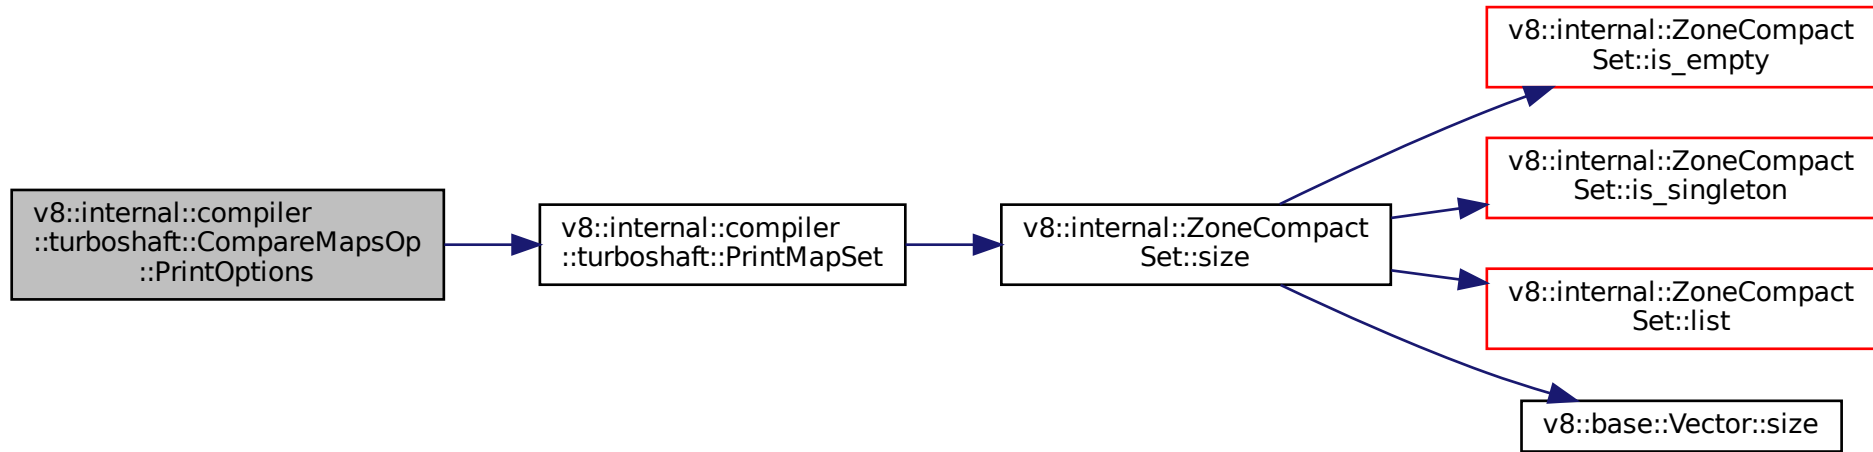 v8::internal::compiler
::turboshaft::CompareMapsOp
::PrintOptions
v8::internal::compiler
::turboshaft::PrintMapSet
v8::internal::ZoneCompact
Set::size
v8::internal::ZoneCompact
Set::is_empty
v8::internal::ZoneCompact
Set::is_singleton
v8::internal::ZoneCompact
Set::list
v8::base::Vector::size